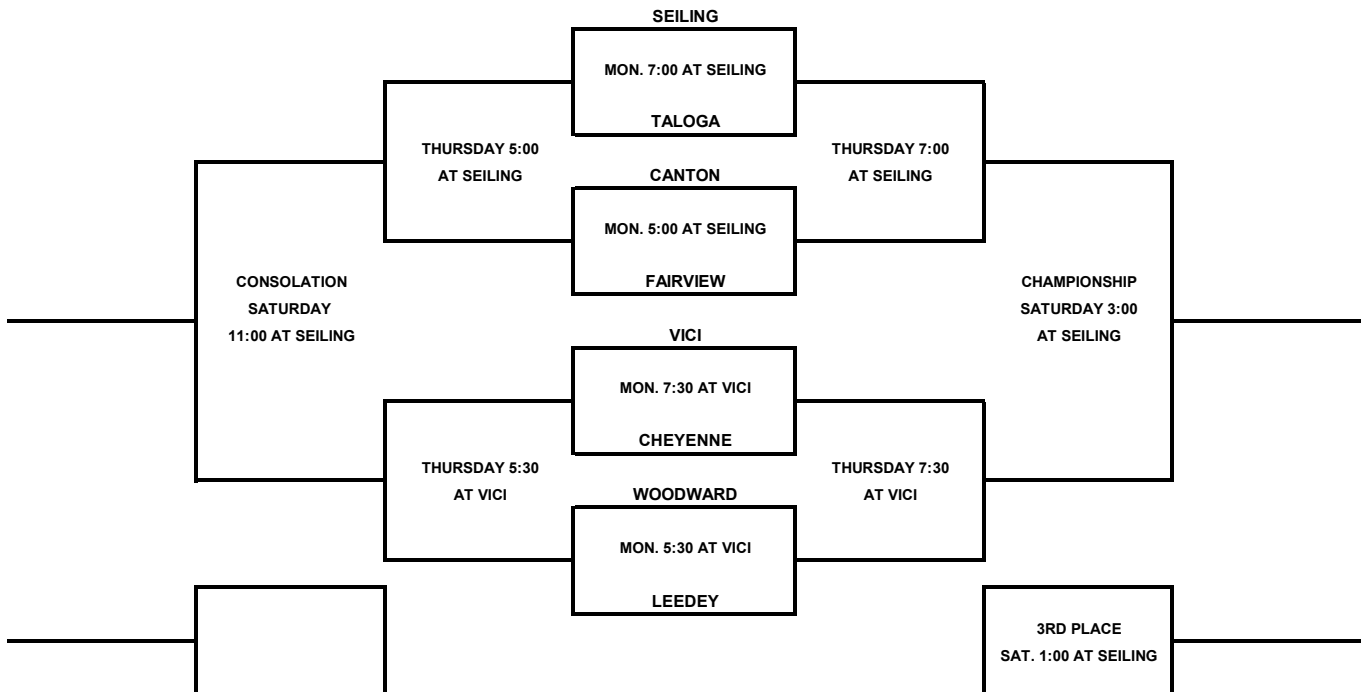 SEILING
MON. 7:00 AT SEILING
TALOGA
THURSDAY 5:00
AT SEILING
THURSDAY 7:00
AT SEILING
CANTON
MON. 5:00 AT SEILING
FAIRVIEW
CONSOLATION
SATURDAY
11:00 AT SEILING
CHAMPIONSHIP
SATURDAY 3:00
AT SEILING
VICI
MON. 7:30 AT VICI
CHEYENNE
THURSDAY 5:30
AT VICI
THURSDAY 7:30
AT VICI
WOODWARD
MON. 5:30 AT VICI
LEEDEY
3RD PLACE
SAT. 1:00 AT SEILING